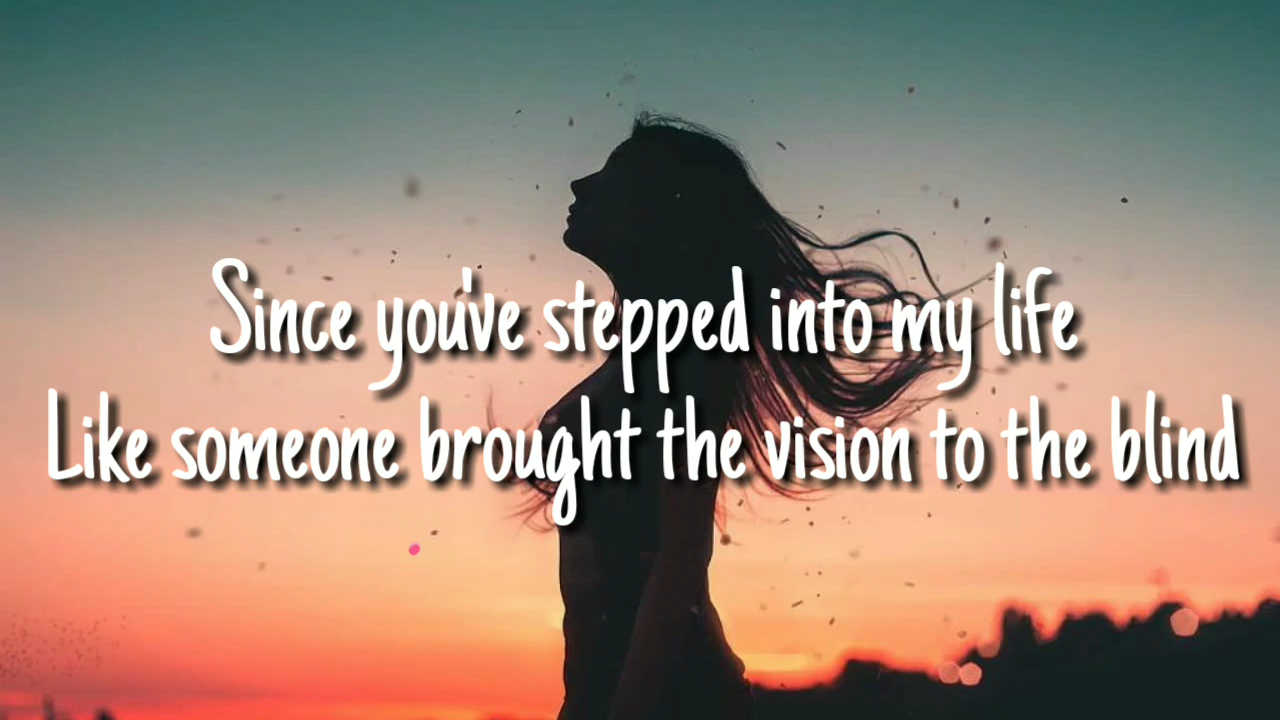 Since you've stepped into my life
Like someone brought the vision to the blind